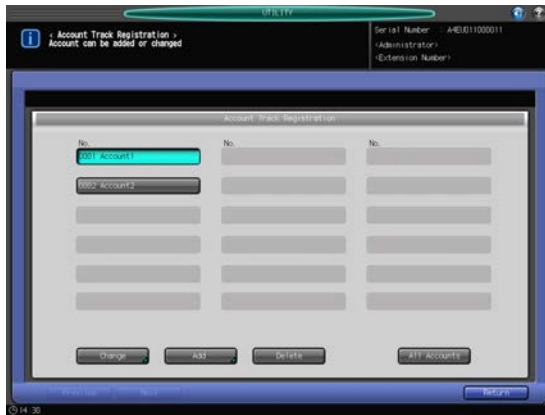 UTILITY
‹ Account Track Registration ›
Account can be added or changed
Serial Number : A4EU011000011
‹Administrator›
‹Extension Number›
Account Track Registration
No. No. No.
0001 Account1
0002 Account2
Change Add Delete All Accounts
Previous Next Return
14:30